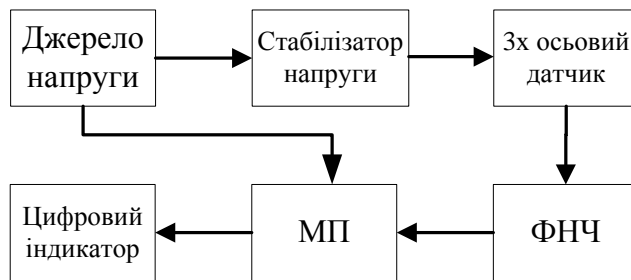 Джерело
напруги
Стабілізатор
напруги
3х осьовий
датчик
Цифровий
індикатор
МП
ФНЧ